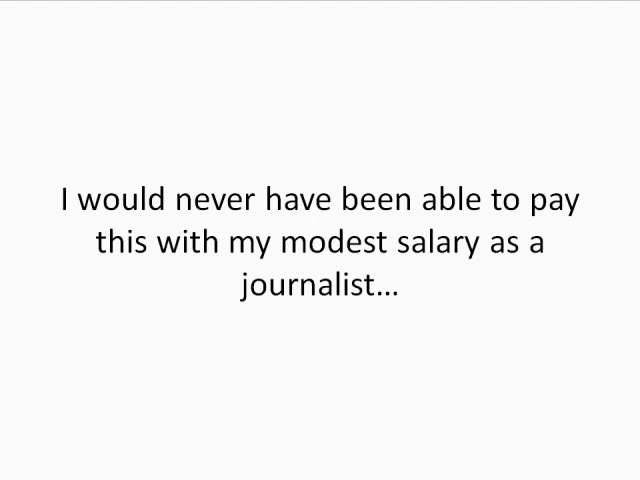 I would never have been able to pay
this with my modest salary as a
journalist…